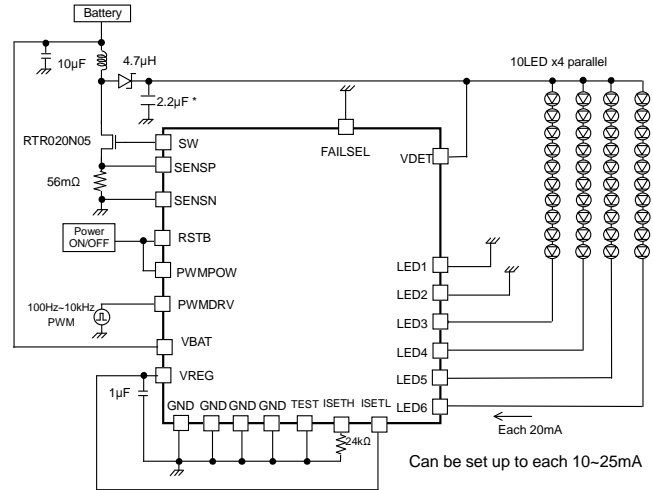 Battery
4.7μH
10μF
2.2μF *
10LED x4 parallel
RTR020N05
SW
FAILSEL
VDET
SENSP
56mΩ
SENSN
Power
ON/OFF
RSTB
PWMPOW
LED1
LED2
100Hz~10kHz
PWM
PWMDRV
LED3
VBAT
LED4
VREG
LED5
1μF
GND GND GND GND TEST ISETH ISETL
LED6
24kΩ
Each 20mA
Can be set up to each 10~25mA